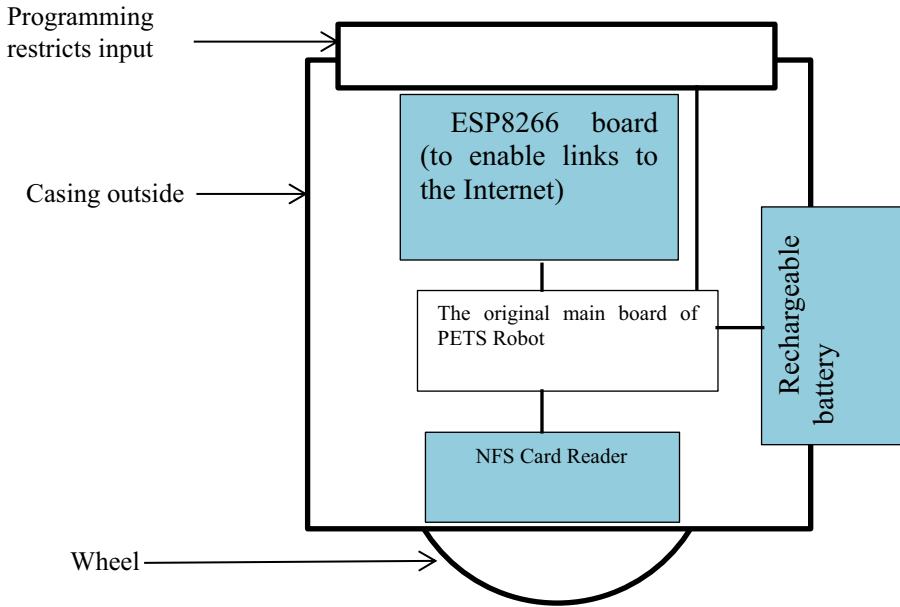 Programming
restricts input
ESP8266 board
(to enable links to
the Internet)
Casing outside
Rechargeable
battery
The original main board of
PETS Robot
NFS Card Reader
Wheel